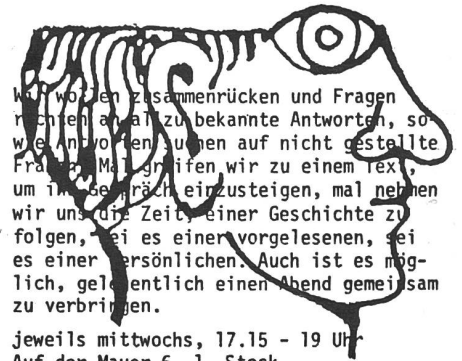 Wir wollen zusammenrücken und Fragen
richten an allzu bekannte Antworten, so-
wie Antworten suchen auf nicht gestellte
Fragen. Mal greifen wir zu einem Text,
um ins Gespräch einzusteigen, mal nehmen
wir uns die Zeit, einer Geschichte zu
folgen, sei es einer vorgelesenen, sei
es einer persönlichen. Auch ist es mög-
lich, gelegentlich einen Abend gemeinsam
zu verbringen.
jeweils mittwochs, 17.15 - 19 Uhr
Auf der Mauer 6, 1. Stock